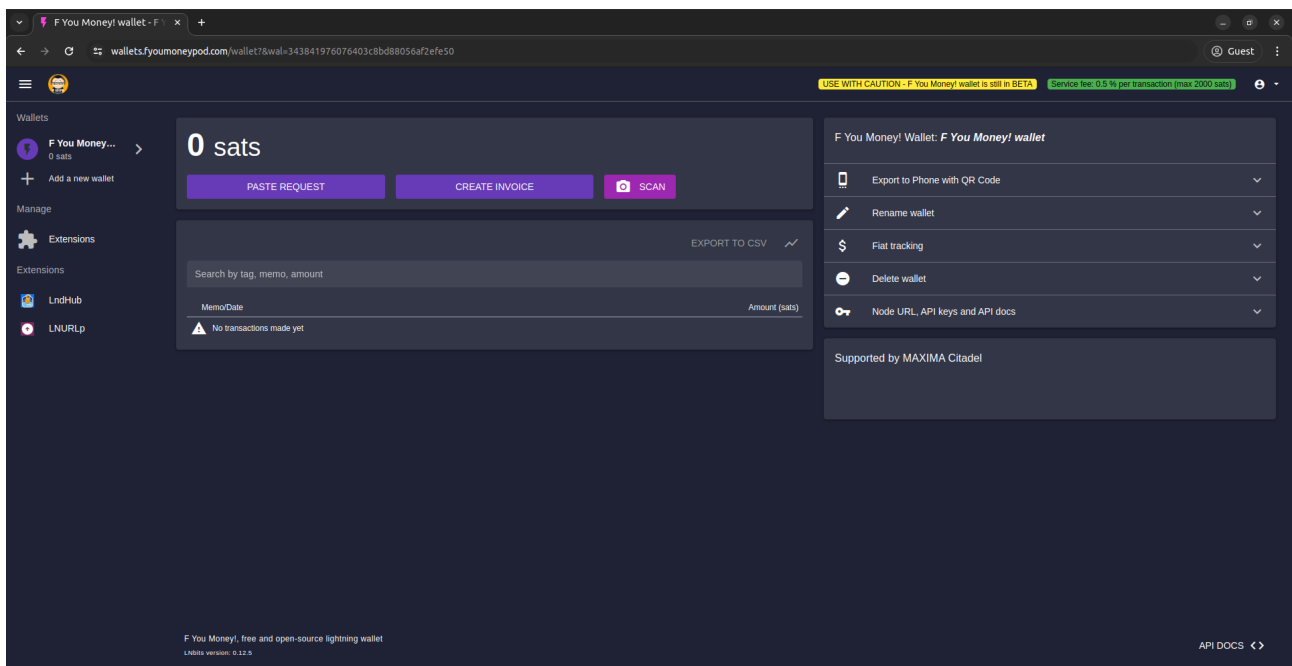 F You Money! wallet - F Y
wallets.fyoumoneypod.com/wallet?&wal=343841976076403c8bd88056af2efe50
Guest
USE WITH CAUTION - F You Money! wallet is still in BETA
Service fee: 0.5 % per transaction (max 2000 sats)
Wallets
F You Money...
0 sats
Add a new wallet
Manage
Extensions
Extensions
LndHub
LNURLp
0 sats
PASTE REQUEST
CREATE INVOICE
SCAN
EXPORT TO CSV
Search by tag, memo, amount
Memo/Date Amount (sats)
No transactions made yet
F You Money! Wallet: F You Money! wallet
Export to Phone with QR Code
Rename wallet
Fiat tracking
Delete wallet
Node URL, API keys and API docs
Supported by MAXIMA Citadel
F You Money!, free and open-source lightning wallet
LNbits version: 0.12.5
API DOCS